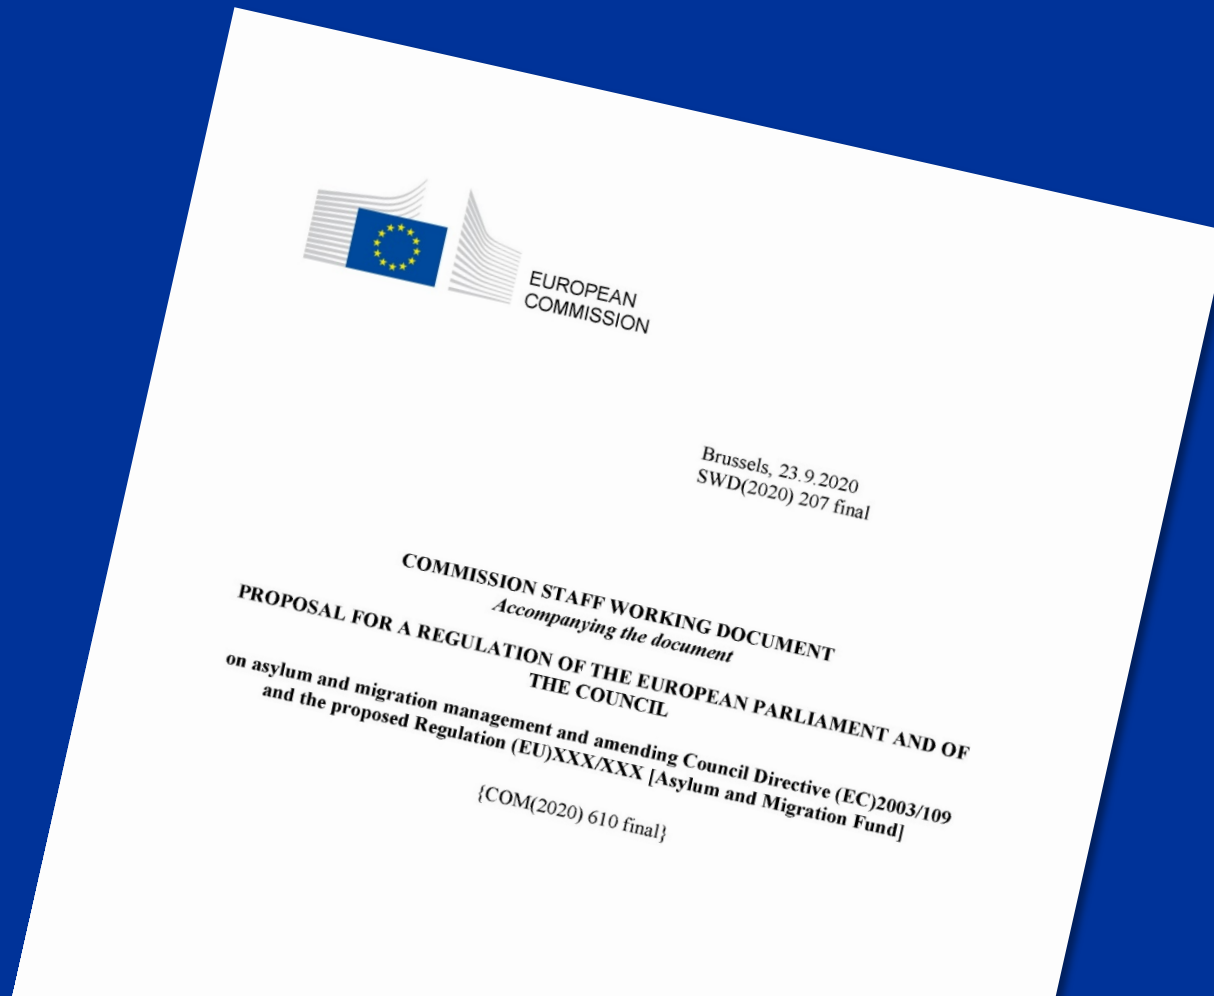 EUROPEAN
COMMISSION
Brussels, 23.9.2020
SWD(2020) 207 final
COMMISSION STAFF WORKING DOCUMENT
Accompanying the document
PROPOSAL FOR A REGULATION OF THE EUROPEAN PARLIAMENT AND OF
THE COUNCIL
on asylum and migration management and amending Council Directive (EC)2003/109
and the proposed Regulation (EU)XXX/XXX [Asylum and Migration Fund]
{COM(2020) 610 final}